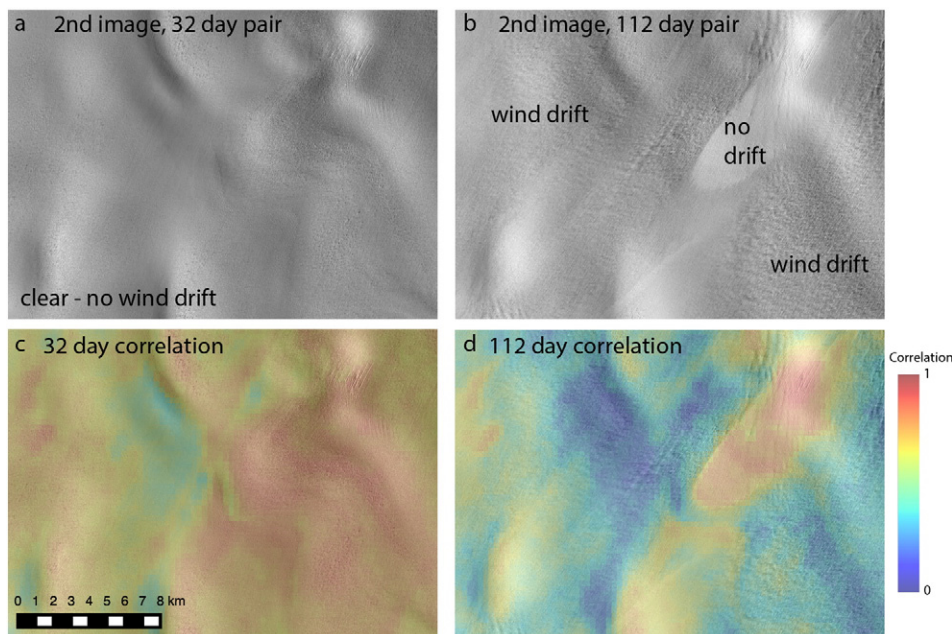 a 2nd image, 32 day pair
clear - no wind drift
b 2nd image, 112 day pair
wind drift
no
drift
wind drift
c 32 day correlation
0 1 2 3 4 5 6 7 8 km
d 112 day correlation
Correlation
1
0